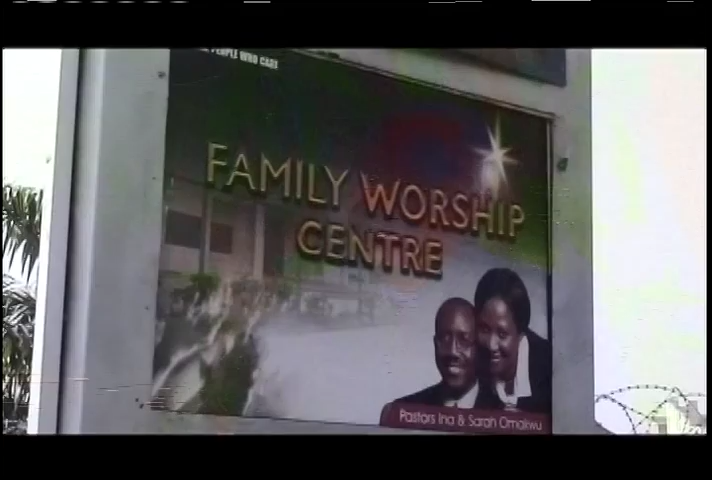 PEOPLE WHO CARE
FAMILY WORSHIP
CENTRE
Pastors Ina & Sarah Omakwu